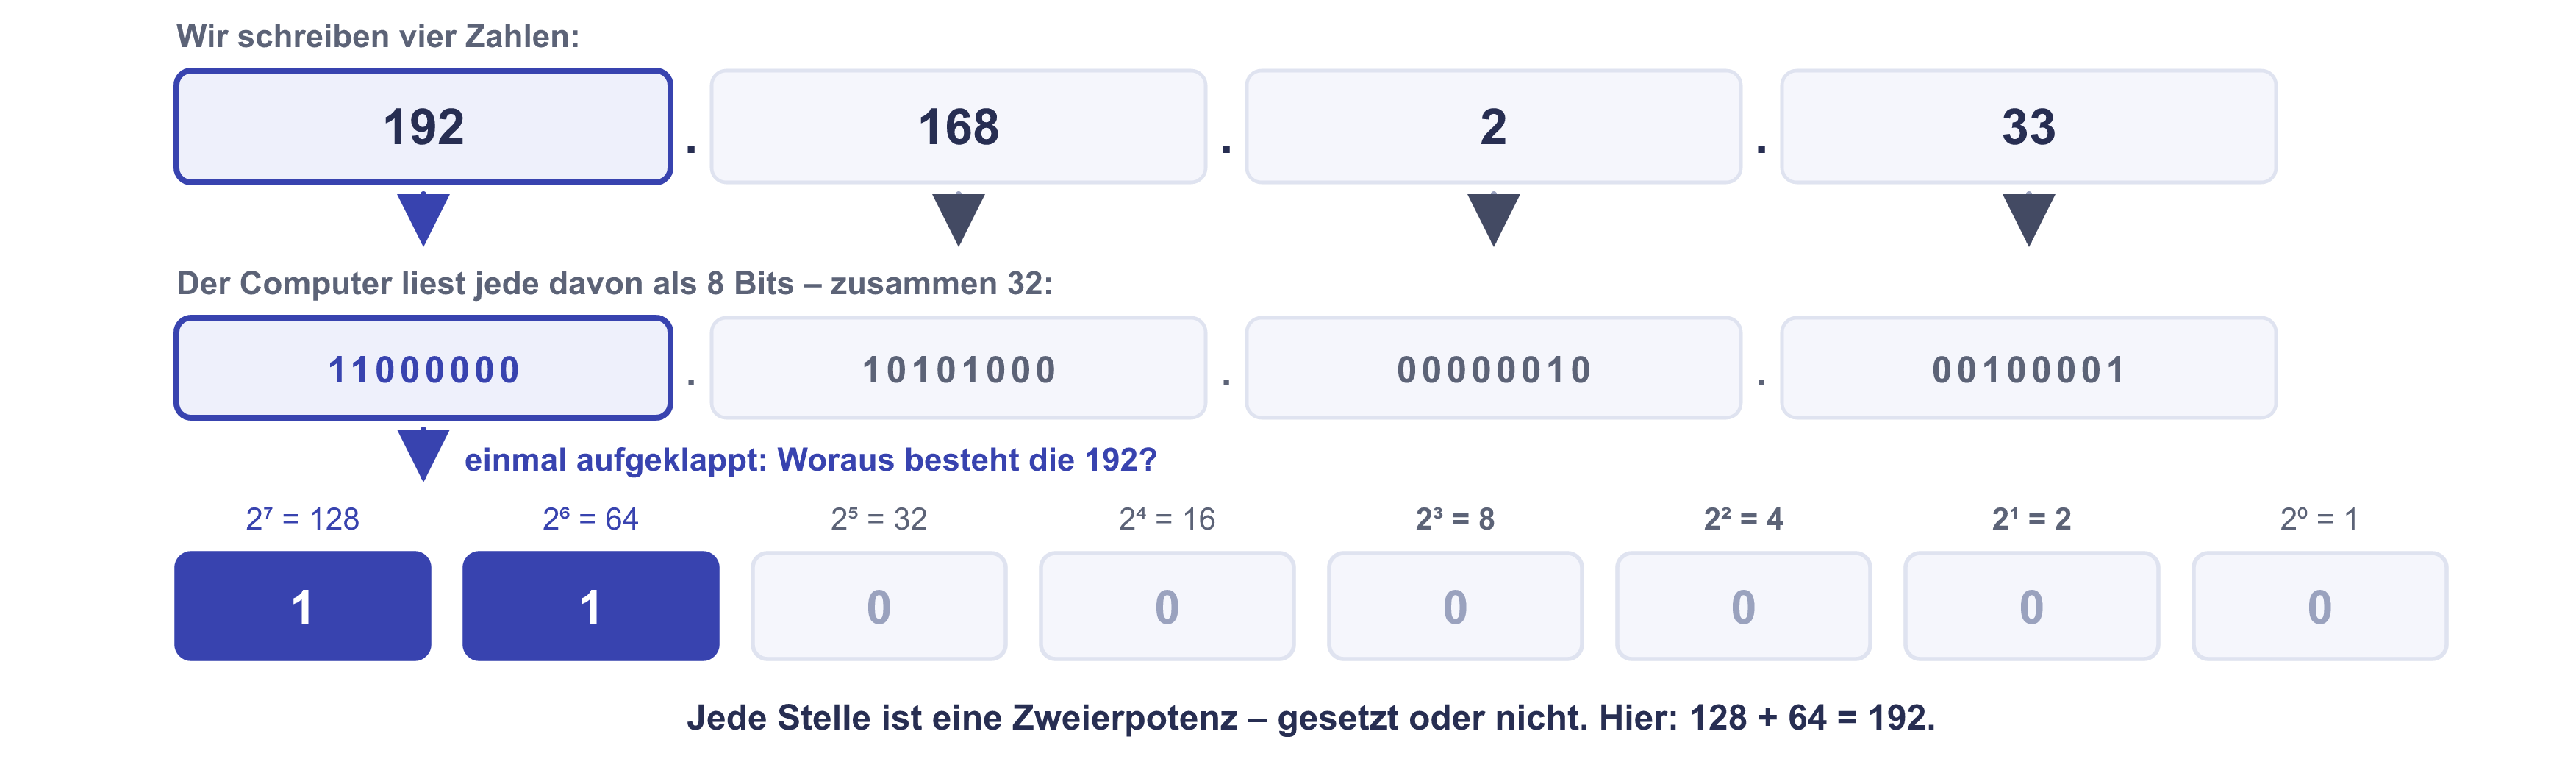 Wir schreiben vier Zahlen:
192 . 168 . 2 . 33
Der Computer liest jede davon als 8 Bits – zusammen 32:
11000000 . 10101000 . 00000010 . 00100001
einmal aufgeklappt: Woraus besteht die 192?
2⁷ = 128 2⁶ = 64 2⁵ = 32 2⁴ = 16 2³ = 8 2² = 4 2¹ = 2 2⁰ = 1
1 1 0 0 0 0 0 0
Jede Stelle ist eine Zweierpotenz – gesetzt oder nicht. Hier: 128 + 64 = 192.